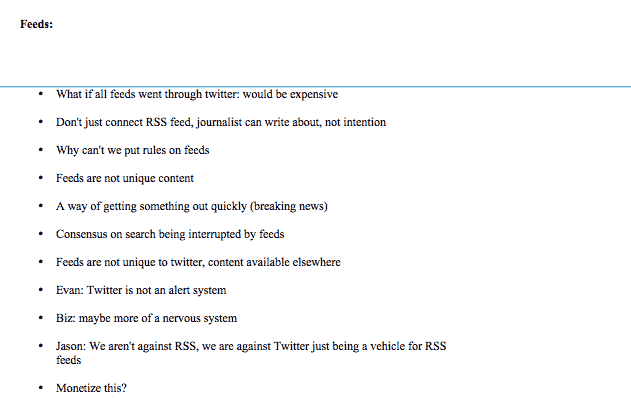 Feeds:
• What if all feeds went through twitter: would be expensive
• Don't just connect RSS feed, journalist can write about, not intention
• Why can't we put rules on feeds
• Feeds are not unique content
• A way of getting something out quickly (breaking news)
• Consensus on search being interrupted by feeds
• Feeds are not unique to twitter, content available elsewhere
• Evan: Twitter is not an alert system
• Biz: maybe more of a nervous system
• Jason: We aren't against RSS, we are against Twitter just being a vehicle for RSS
feeds
• Monetize this?